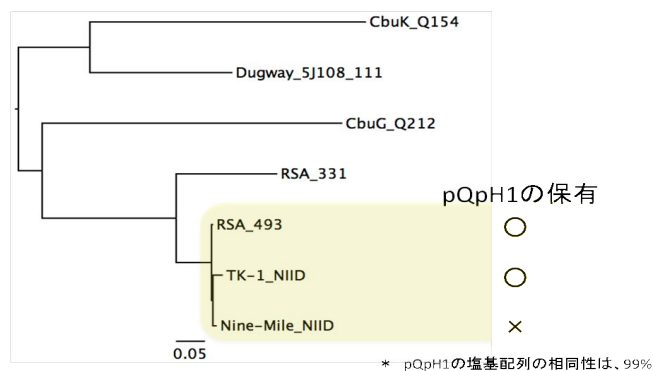 CbuK_Q154
Dugway_5J108_111
CbuG_Q212
RSA_331
pQpH1の保有
RSA_493 ○
TK-1_NIID ○
Nine-Mile_NIID ×
0.05
* pQpH1の塩基配列の相同性は、99%